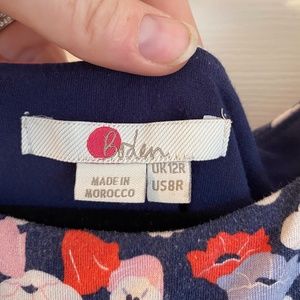 Boden
MADE IN
MOROCCO
UK12R
US8R